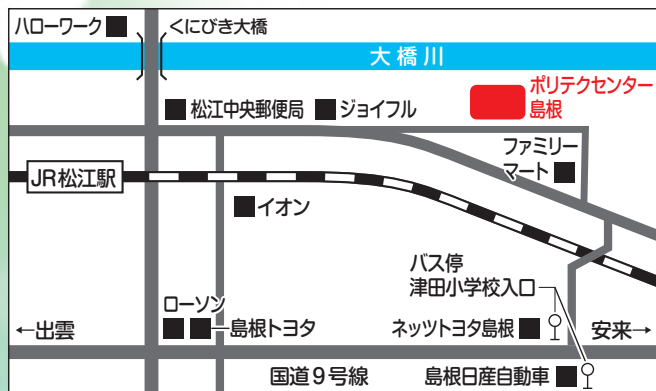 ハローワーク
くにびき大橋
大橋川
ポリテクセンター
島根
松江中央郵便局
ジョイフル
ファミリー
マート
JR松江駅
イオン
バス停
津田小学校入口
ローソン
←出雲
島根トヨタ
ネッツトヨタ島根
安来→
国道9号線
島根日産自動車